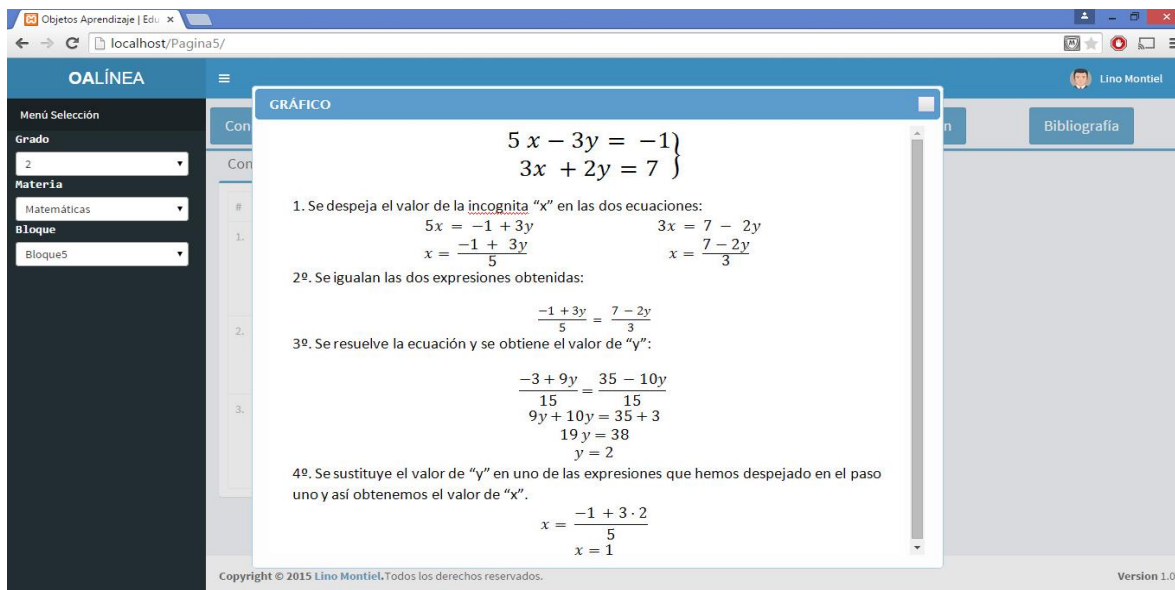 Objetos Aprendizaje | Edu
localhost/Pagina5/
OALÍNEA
Lino Montiel
Menú Selección
Grado
2
Materia
Matemáticas
Bloque
Bloque5
Bibliografía
#
1.
2.
3.
GRÁFICO
5 x − 3y = −1
3x + 2y = 7
1. Se despeja el valor de la incognita “x” en las dos ecuaciones:
5x = −1 + 3y 3x = 7 − 2y
x = (−1 + 3y)/5 x = (7 − 2y)/3
2º. Se igualan las dos expresiones obtenidas:
(−1 + 3y)/5 = (7 − 2y)/3
3º. Se resuelve la ecuación y se obtiene el valor de “y”:
(−3 + 9y)/15 = (35 − 10y)/15
9y + 10y = 35 + 3
19 y = 38
y = 2
4º. Se sustituye el valor de “y” en uno de las expresiones que hemos despejado en el paso
uno y así obtenemos el valor de “x”.
x = (−1 + 3 · 2)/5
x = 1
Copyright © 2015 Lino Montiel.Todos los derechos reservados.
Version 1.0